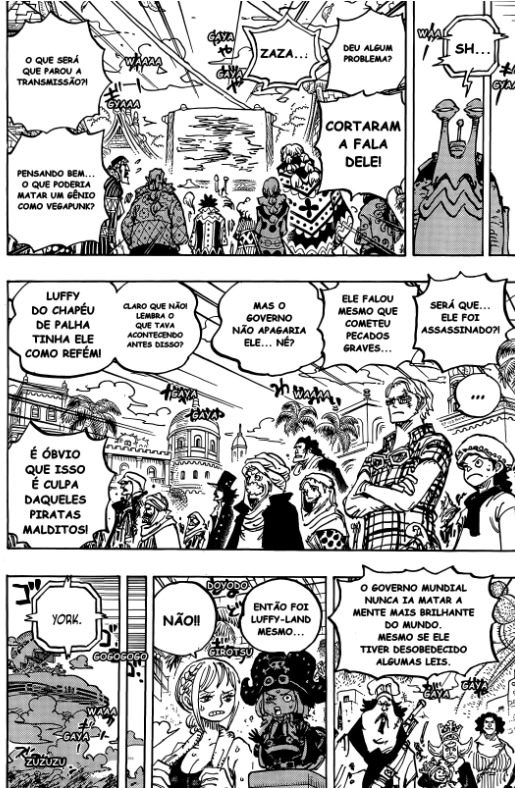 SH...
DEU ALGUM
PROBLEMA?
ZAZA...
CORTARAM
A FALA
DELE!
GAYA
GAYA
WAAAA
GYAAA
O QUE SERÁ
QUE PAROU A
TRANSMISSÃO?!
PENSANDO BEM...
O QUE PODERIA
MATAR UM GÊNIO
COMO VEGAPUNK?
SERÁ QUE...
ELE FOI
ASSASSINADO?!
...
ELE FALOU
MESMO QUE
COMETEU
PECADOS
GRAVES...
MAS O
GOVERNO
NÃO APAGARIA
ELE... NÉ?
WAAAA
CLARO QUE NÃO!
LEMBRA O
QUE TAVA
ACONTECENDO
ANTES DISSO?
GAYA
GAYA
LUFFY
DO CHAPÉU
DE PALHA
TINHA ELE
COMO REFÉM!
É ÓBVIO
QUE ISSO
É CULPA
DAQUELES
PIRATAS
MALDITOS!
O GOVERNO MUNDIAL
NUNCA IA MATAR A
MENTE MAIS BRILHANTE
DO MUNDO.
MESMO SE ELE
TIVER DESOBEDECIDO
ALGUMAS LEIS.
GAYA
GAYA
DOYODO
ENTÃO FOI
LUFFY-LAND
MESMO...
GIROTSU
NÃO!!
YORK.
GOGOGOGO
WAAA
GAYA
ZUZUZU